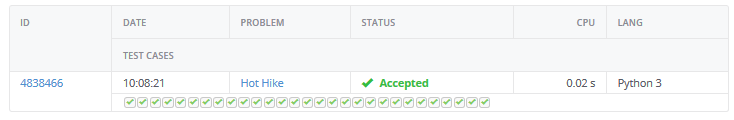 ID DATE PROBLEM STATUS CPU LANG
TEST CASES
4838466 10:08:21 Hot Hike Accepted 0.02 s Python 3